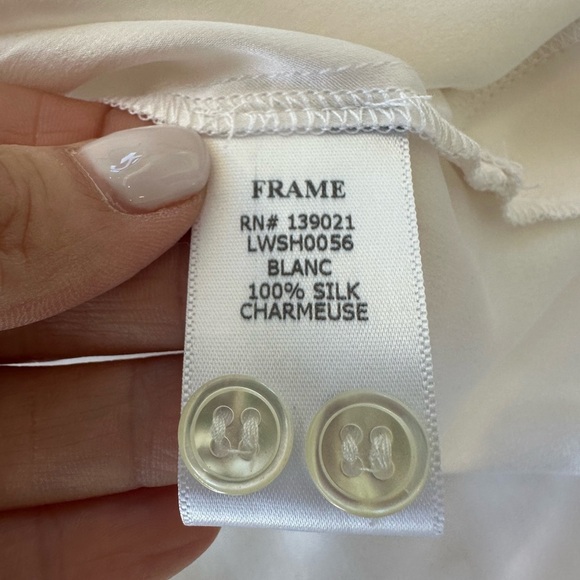 FRAME
RN# 139021
LWSH0056
BLANC
100% SILK
CHARMEUSE